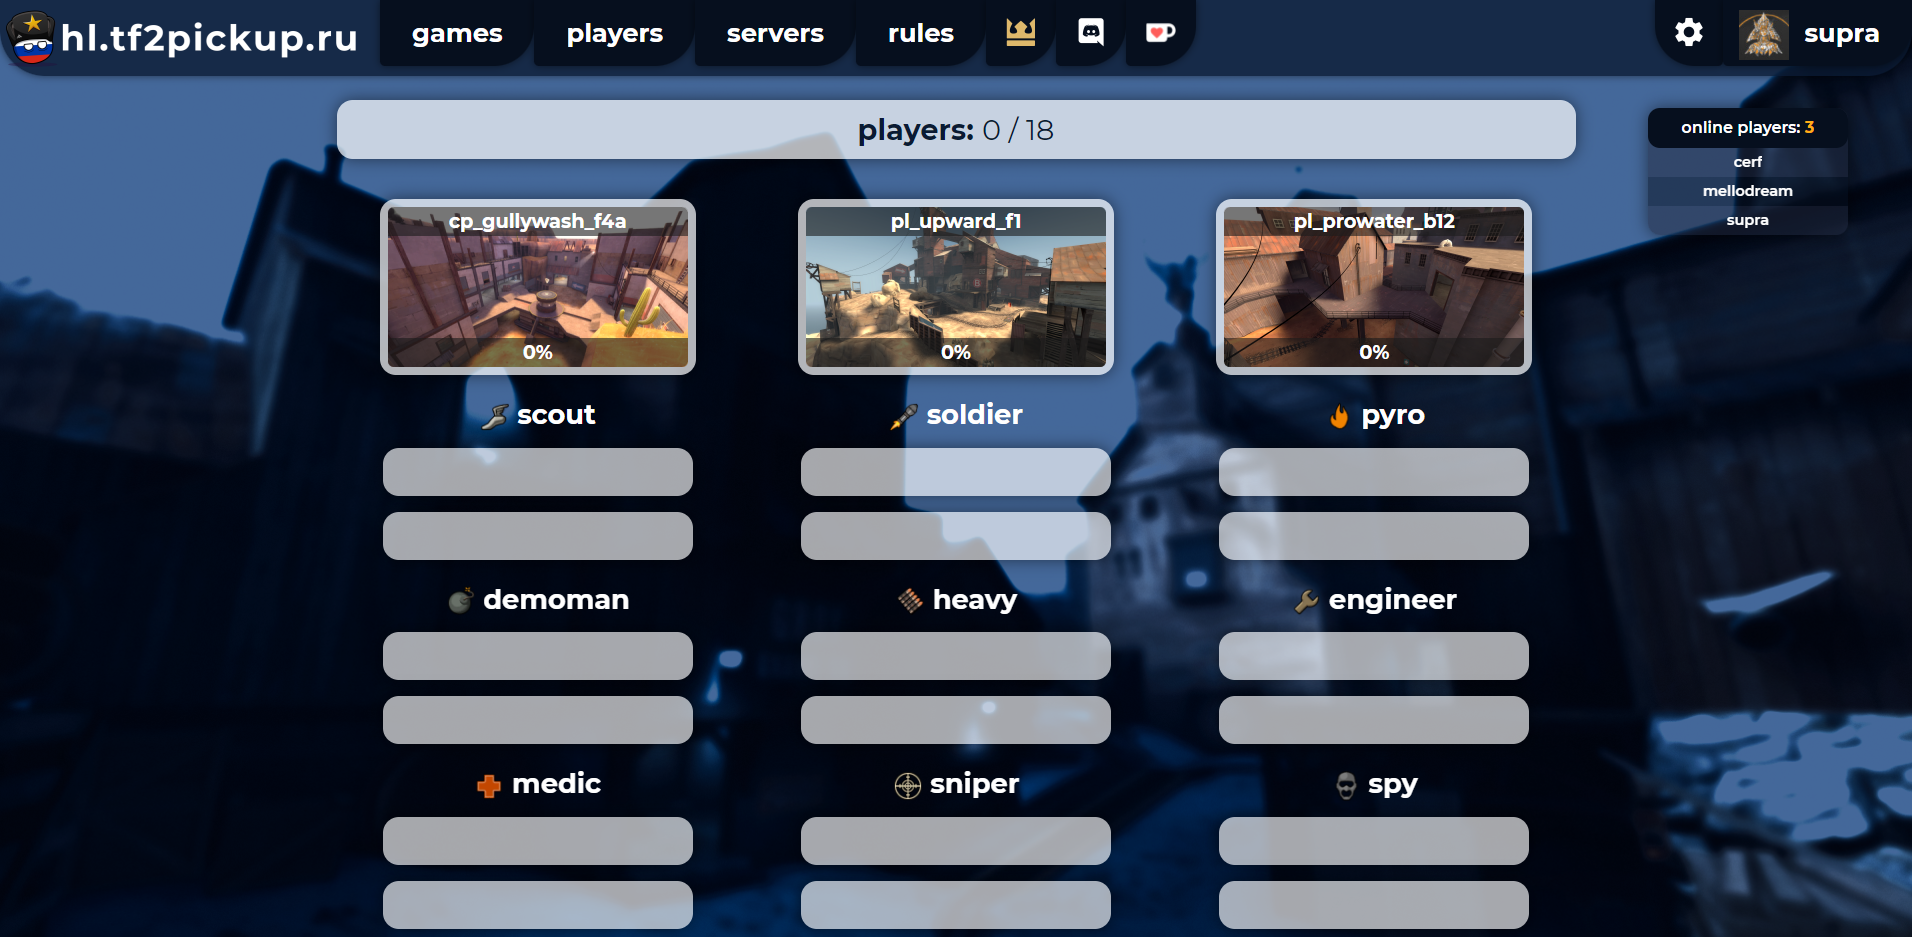 hl.tf2pickup.ru
games
players
servers
rules
supra
players: 0 / 18
online players: 3
cerf
mellodream
supra
cp_gullywash_f4a
0%
pl_upward_f1
0%
pl_prowater_b12
0%
scout
soldier
pyro
demoman
heavy
engineer
medic
sniper
spy